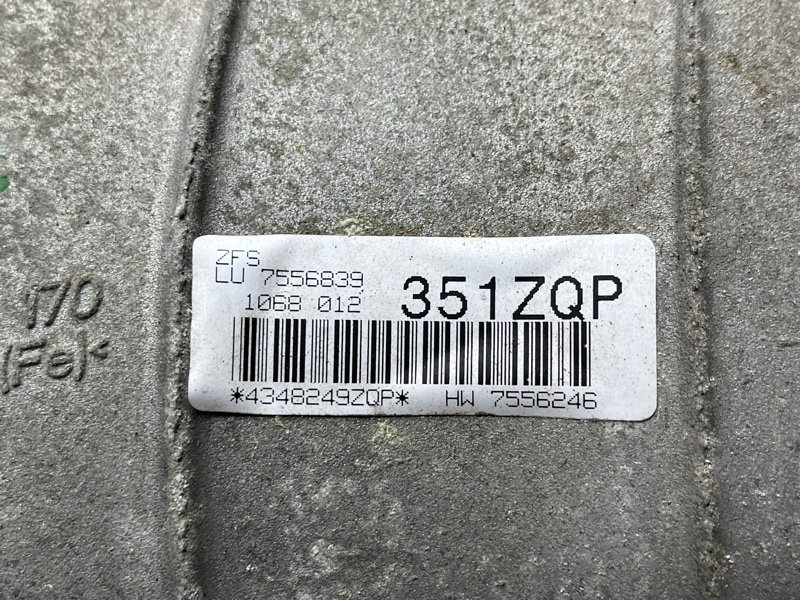 ZFS
LU 7556839
1068 012
351ZQP
*4348249ZQP* HW 7556246
170
(Fe)<